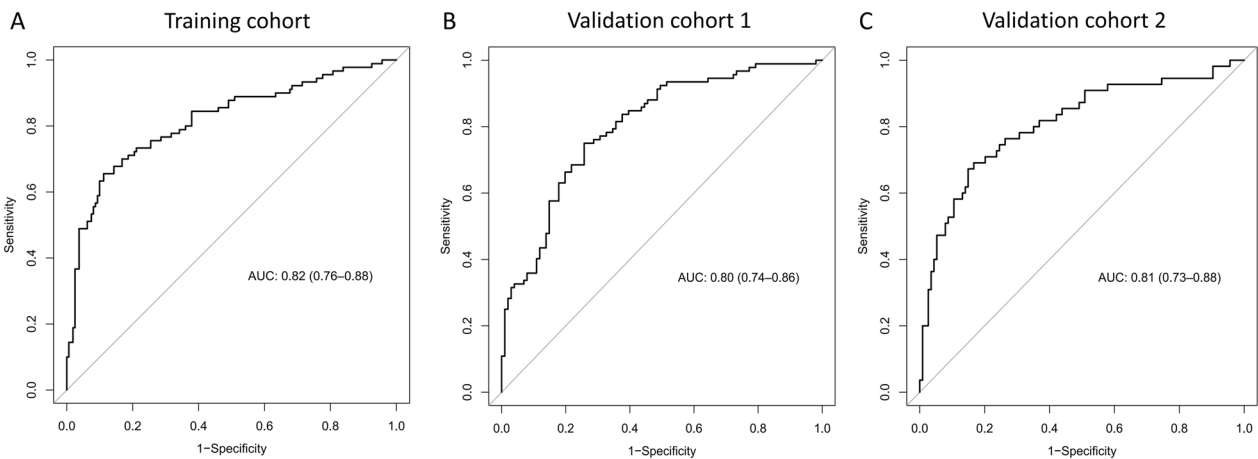 A Training cohort
Sensitivity
0.0 0.2 0.4 0.6 0.8 1.0
AUC: 0.82 (0.76–0.88)
0.0 0.2 0.4 0.6 0.8 1.0
1−Specificity
B Validation cohort 1
Sensitivity
0.0 0.2 0.4 0.6 0.8 1.0
AUC: 0.80 (0.74–0.86)
0.0 0.2 0.4 0.6 0.8 1.0
1−Specificity
C Validation cohort 2
Sensitivity
0.0 0.2 0.4 0.6 0.8 1.0
AUC: 0.81 (0.73–0.88)
0.0 0.2 0.4 0.6 0.8 1.0
1−Specificity